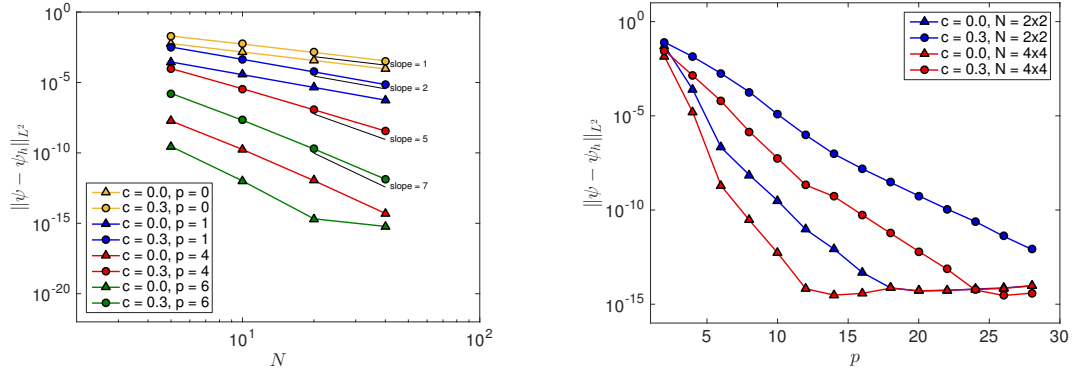 10^0
10^{-5}
10^{-10}
10^{-15}
10^{-20}
||ψ − ψ_h||_{L^2}
slope = 1
slope = 2
slope = 5
slope = 7
c = 0.0, p = 0
c = 0.3, p = 0
c = 0.0, p = 1
c = 0.3, p = 1
c = 0.0, p = 4
c = 0.3, p = 4
c = 0.0, p = 6
c = 0.3, p = 6
10^1
10^2
N
10^0
10^{-5}
10^{-10}
10^{-15}
||ψ − ψ_h||_{L^2}
c = 0.0, N = 2x2
c = 0.3, N = 2x2
c = 0.0, N = 4x4
c = 0.3, N = 4x4
5 10 15 20 25 30
p